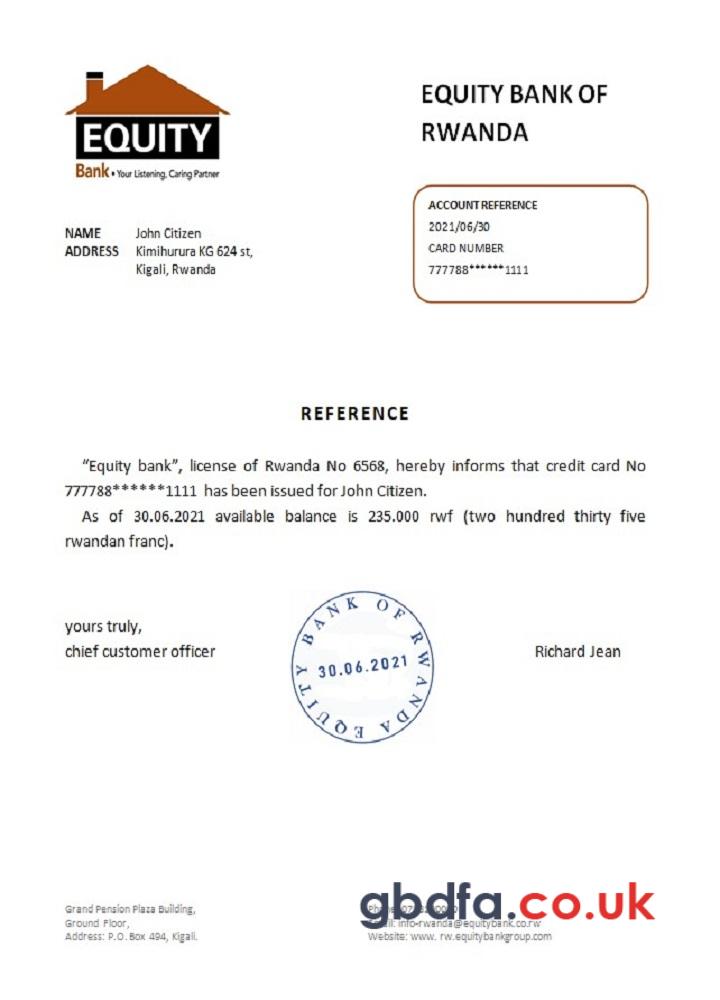 EQUITY
Bank • Your Listening, Caring Partner
EQUITY BANK OF
RWANDA
ACCOUNT REFERENCE
2021/06/30
CARD NUMBER
777788******1111
NAME John Citizen
ADDRESS Kimihurura KG 624 st,
Kigali, Rwanda
REFERENCE
“Equity bank”, license of Rwanda No 6568, hereby informs that credit card No
777788******1111 has been issued for John Citizen.
As of 30.06.2021 available balance is 235.000 rwf (two hundred thirty five
rwandan franc).
yours truly,
chief customer officer
EQUITY BANK OF RWANDA
30.06.2021
Richard Jean
Grand Pension Plaza Building,
Ground Floor,
Address: P.O. Box 494, Kigali.
gbdfa.co.uk
Email: info-rwanda@equitybank.co.rw
Website: www. rw.equitybankgroup.com